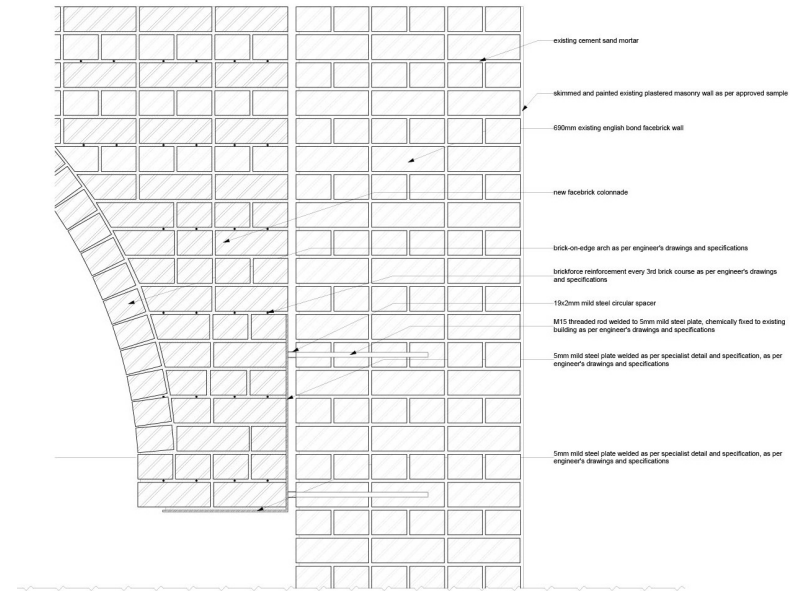 existing cement sand mortar
skimmed and painted existing plastered masonry wall as per approved sample
690mm existing english bond facebrick wall
new facebrick colonnade
brick-on-edge arch as per engineer's drawings and specifications
brickforce reinforcement every 3rd brick course as per engineer's drawings
and specifications
19x2mm mild steel circular spacer
M15 threaded rod welded to 5mm mild steel plate, chemically fixed to existing
building as per engineer's drawings and specifications
5mm mild steel plate welded as per specialist detail and specification, as per
engineer's drawings and specifications
5mm mild steel plate welded as per specialist detail and specification, as per
engineer's drawings and specifications